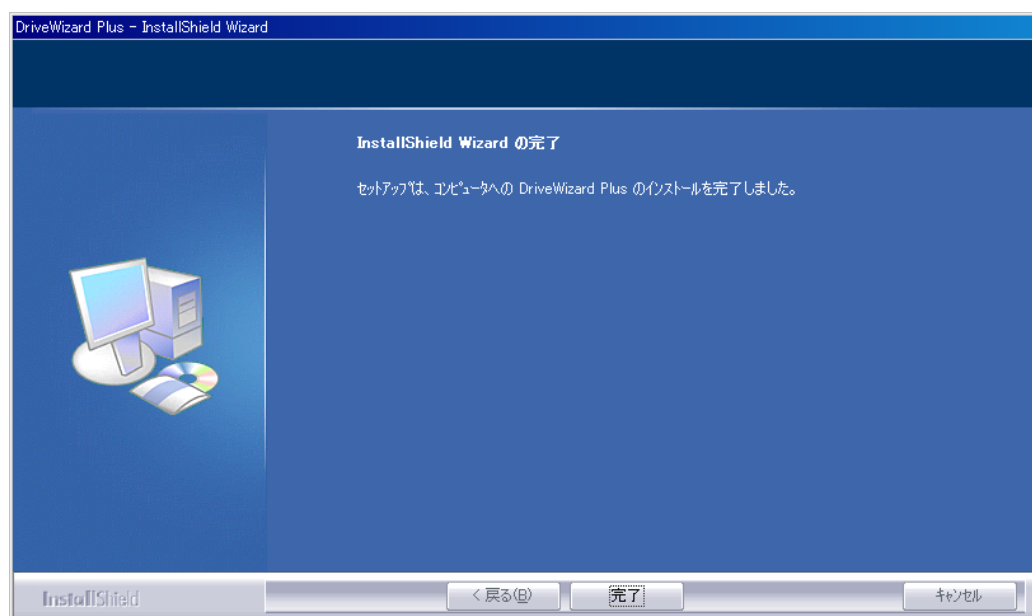 DriveWizard Plus - InstallShield Wizard
InstallShield Wizard の完了
セットアップは、コンピュータへの DriveWizard Plus のインストールを完了しました。
InstallShield
< 戻る(B)
完了
キャンセル